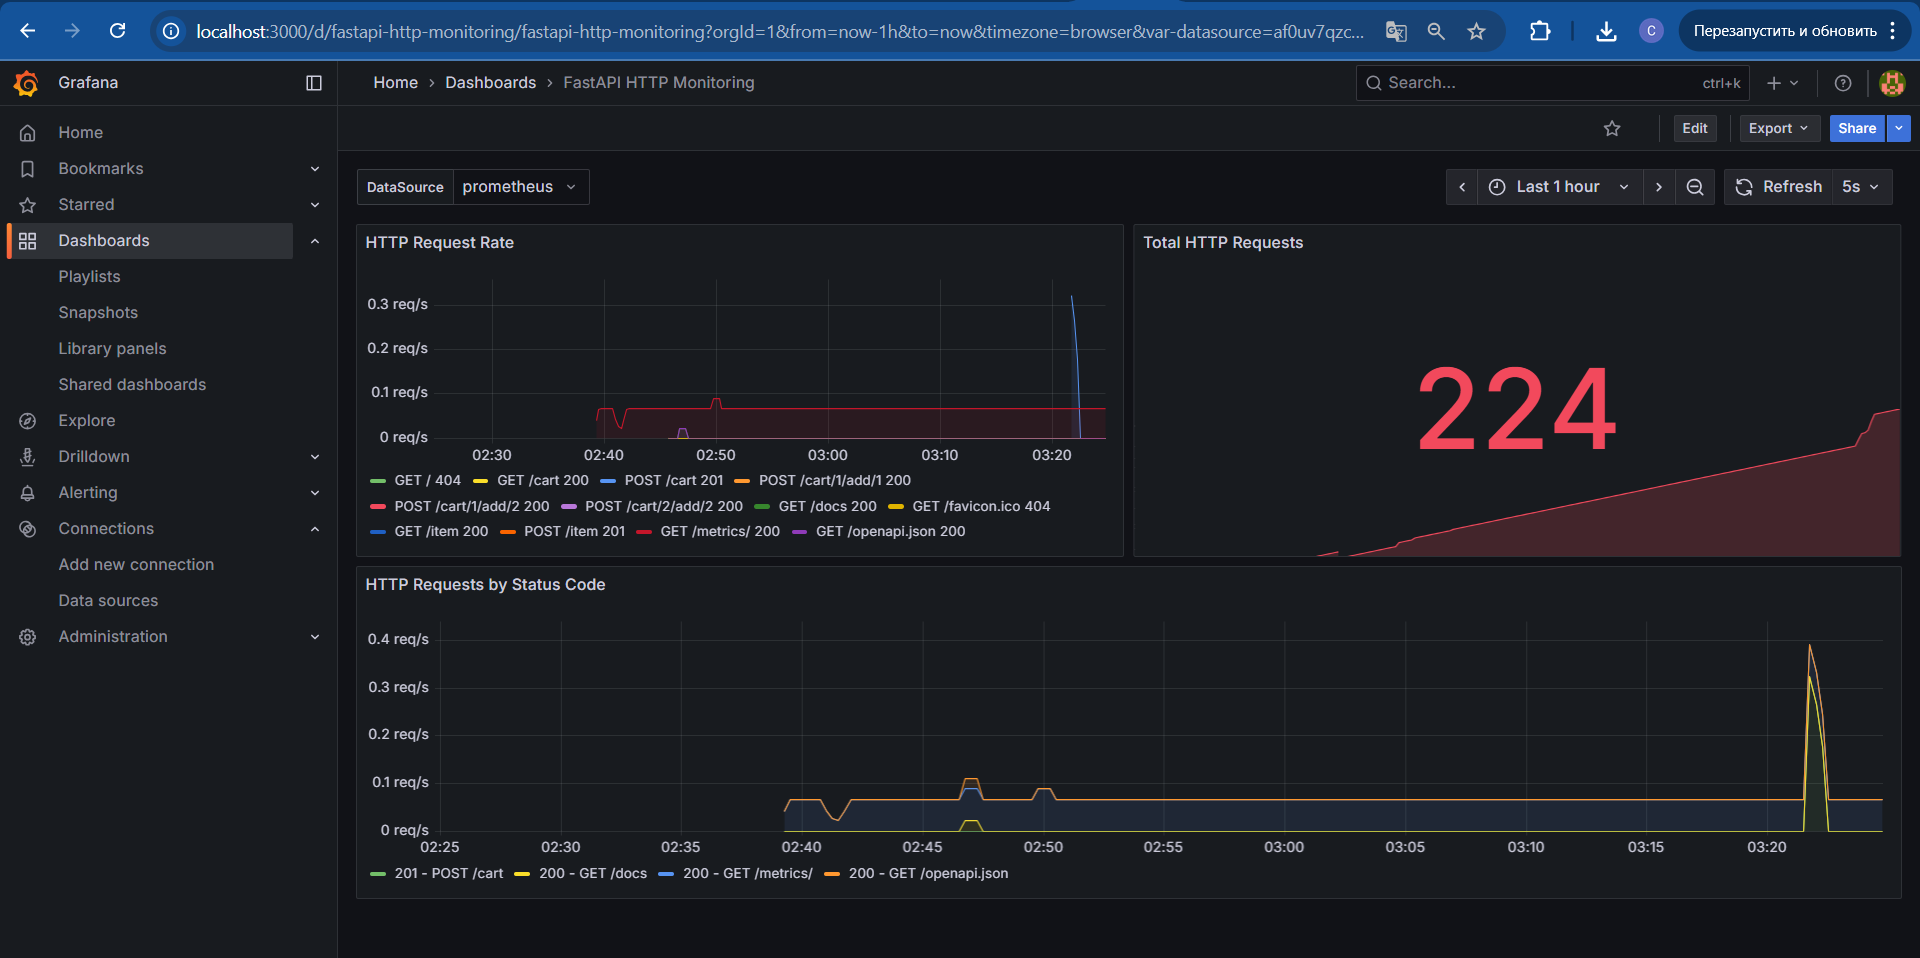 localhost:3000/d/fastapi-http-monitoring/fastapi-http-monitoring?orgId=1&from=now-1h&to=now&timezone=browser&var-datasource=af0uv7qzc...
C
Перезапустить и обновить
Grafana
Home › Dashboards › FastAPI HTTP Monitoring
Search...
ctrl+k
Home
Bookmarks
Starred
Dashboards
Playlists
Snapshots
Library panels
Shared dashboards
Explore
Drilldown
Alerting
Connections
Add new connection
Data sources
Administration
Edit
Export
Share
DataSource
prometheus
Last 1 hour
Refresh
5s
HTTP Request Rate
0.3 req/s
0.2 req/s
0.1 req/s
0 req/s
02:30 02:40 02:50 03:00 03:10 03:20
GET / 404 GET /cart 200 POST /cart 201 POST /cart/1/add/1 200
POST /cart/1/add/2 200 POST /cart/2/add/2 200 GET /docs 200 GET /favicon.ico 404
GET /item 200 POST /item 201 GET /metrics/ 200 GET /openapi.json 200
Total HTTP Requests
224
HTTP Requests by Status Code
0.4 req/s
0.3 req/s
0.2 req/s
0.1 req/s
0 req/s
02:25 02:30 02:35 02:40 02:45 02:50 02:55 03:00 03:05 03:10 03:15 03:20
201 - POST /cart 200 - GET /docs 200 - GET /metrics/ 200 - GET /openapi.json